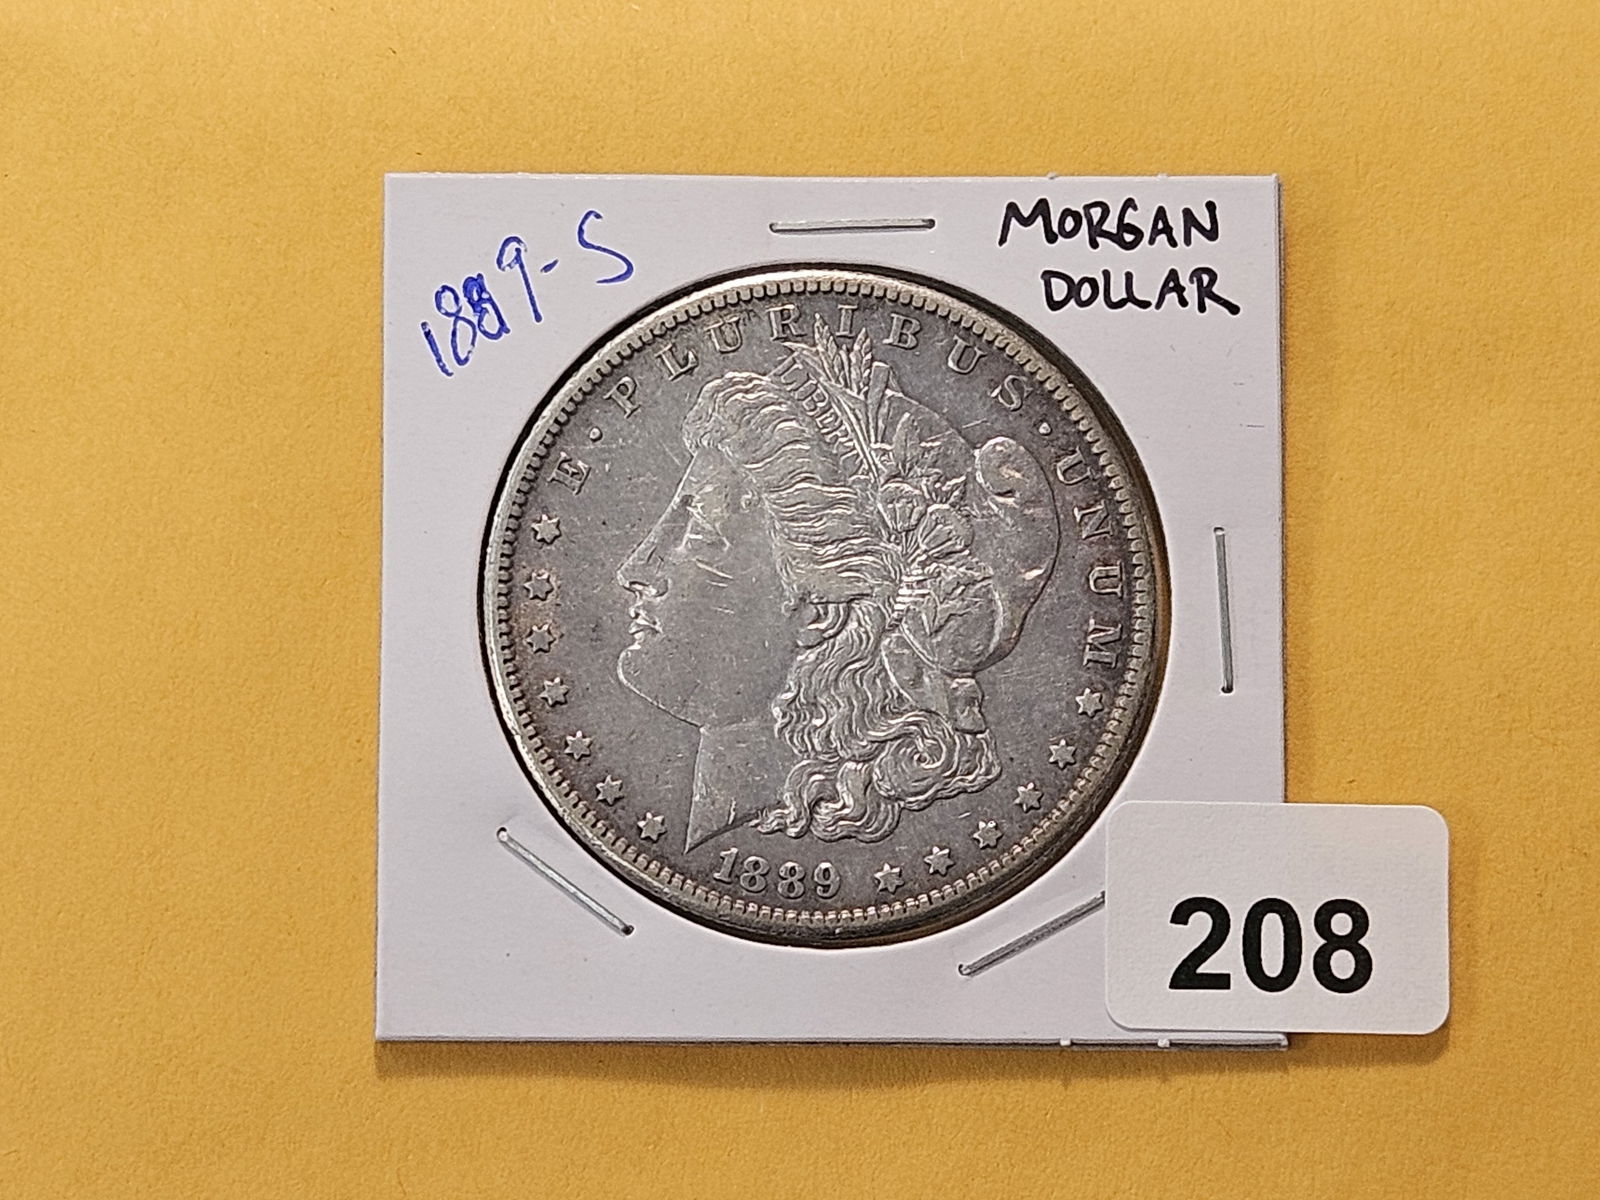 1889-S
MORGAN
DOLLAR
E · PLURIBUS · UNUM
LIBERTY
1889
208